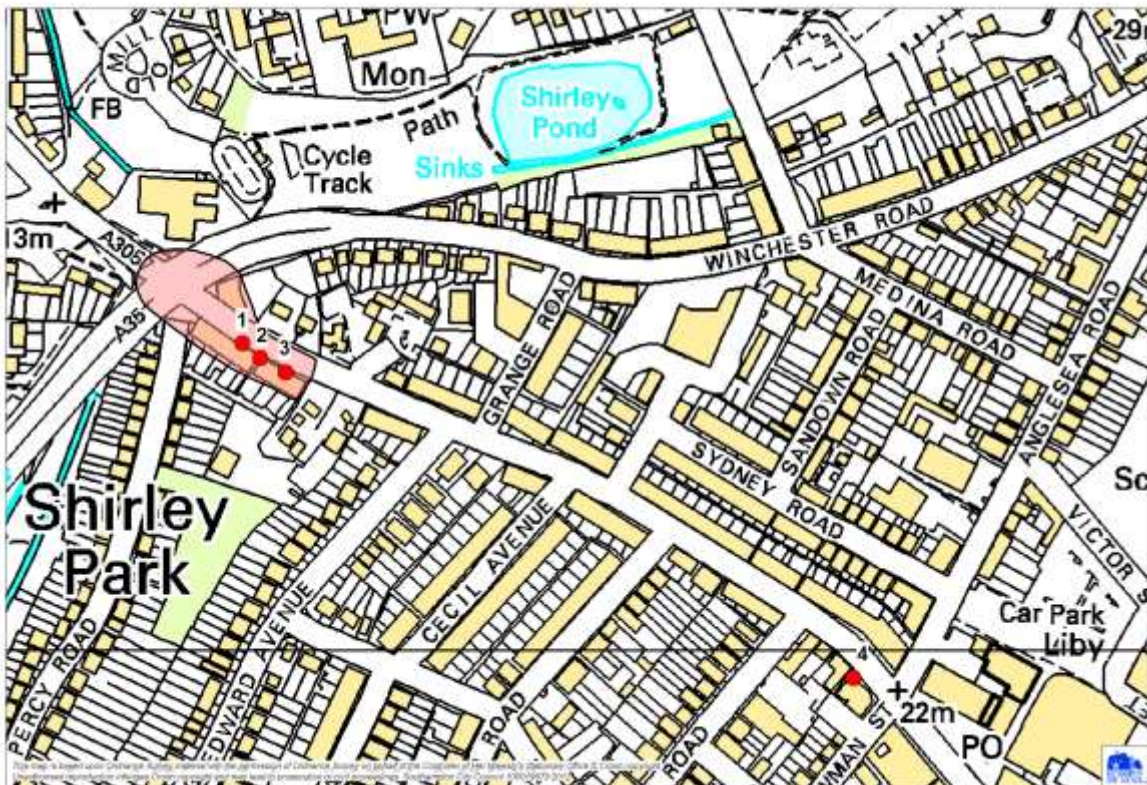 PW
29m
OLD
MILL
Mon
FB
Path
Shirley
Pond
Cycle
Track
Sinks
13m
A35
WINCHESTER ROAD
MEDINA ROAD
1
2
3
GRANGE ROAD
SANDOWN ROAD
ANGLESEA ROAD
SYDNEY ROAD
Sc
VICTOR
Shirley
Park
CECIL AVENUE
EDWARD AVENUE
PERCY ROAD
Car Park
Liby
4
22m
ROAD
ROAD
ST
PO